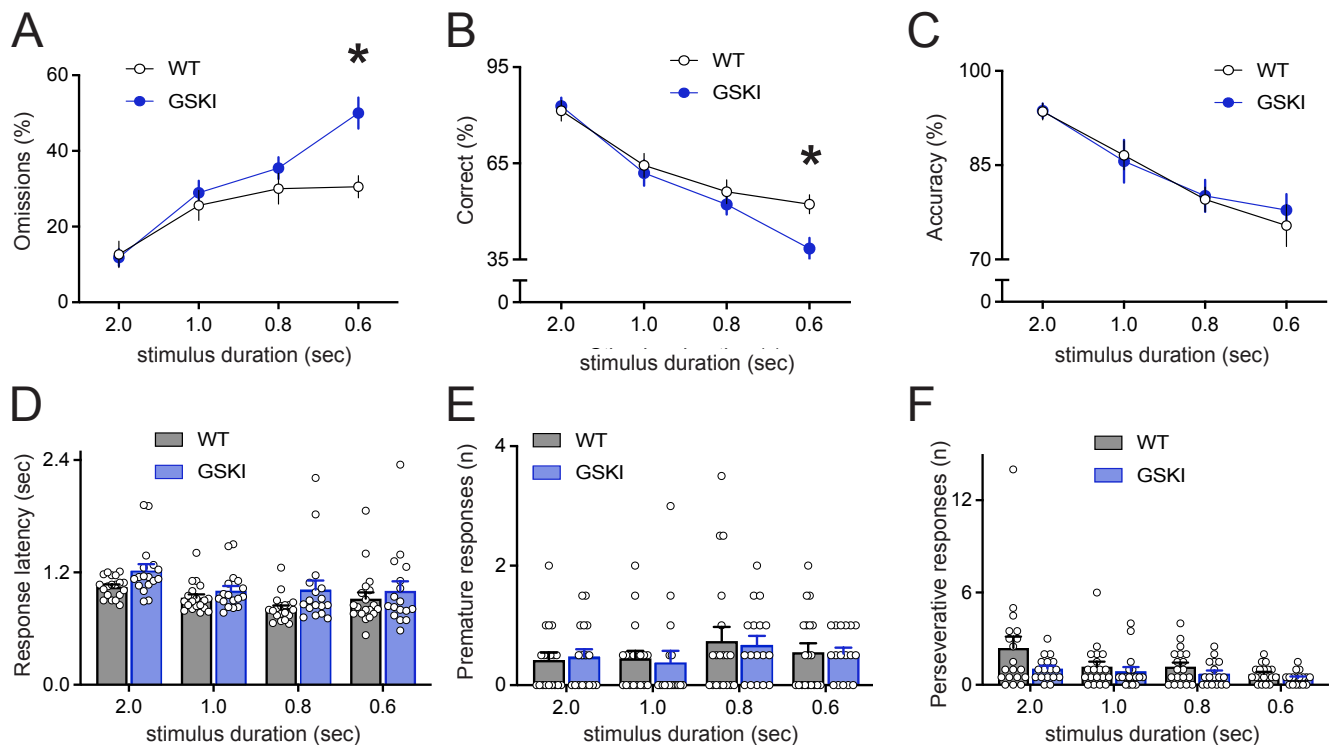 A
B
C
*
WT
GSKI
Omissions (%)
60
40
20
0
2.0
1.0
0.8
0.6
stimulus duration (sec)
*
WT
GSKI
Correct (%)
95
65
35
0
2.0
1.0
0.8
0.6
stimulus duration (sec)
WT
GSKI
Accuracy (%)
100
85
70
0
2.0
1.0
0.8
0.6
stimulus duration (sec)
D
E
F
WT
GSKI
Response latency (sec)
2.4
1.2
0.0
2.0
1.0
0.8
0.6
stimulus duration (sec)
WT
GSKI
Premature responses (n)
4
2
0
2.0
1.0
0.8
0.6
stimulus duration (sec)
WT
GSKI
Perseverative responses (n)
12
6
0
2.0
1.0
0.8
0.6
stimulus duration (sec)